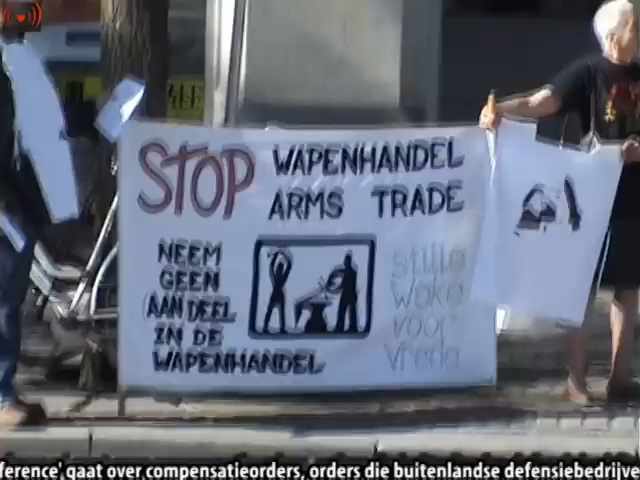 STOP WAPENHANDEL
ARMS TRADE
NEEM
GEEN
AANDEEL
IN DE
WAPENHANDEL
stille
wake
voor
vrede
ference' gaat over compensatieorders, orders die buitenlandse defensiebedrijve